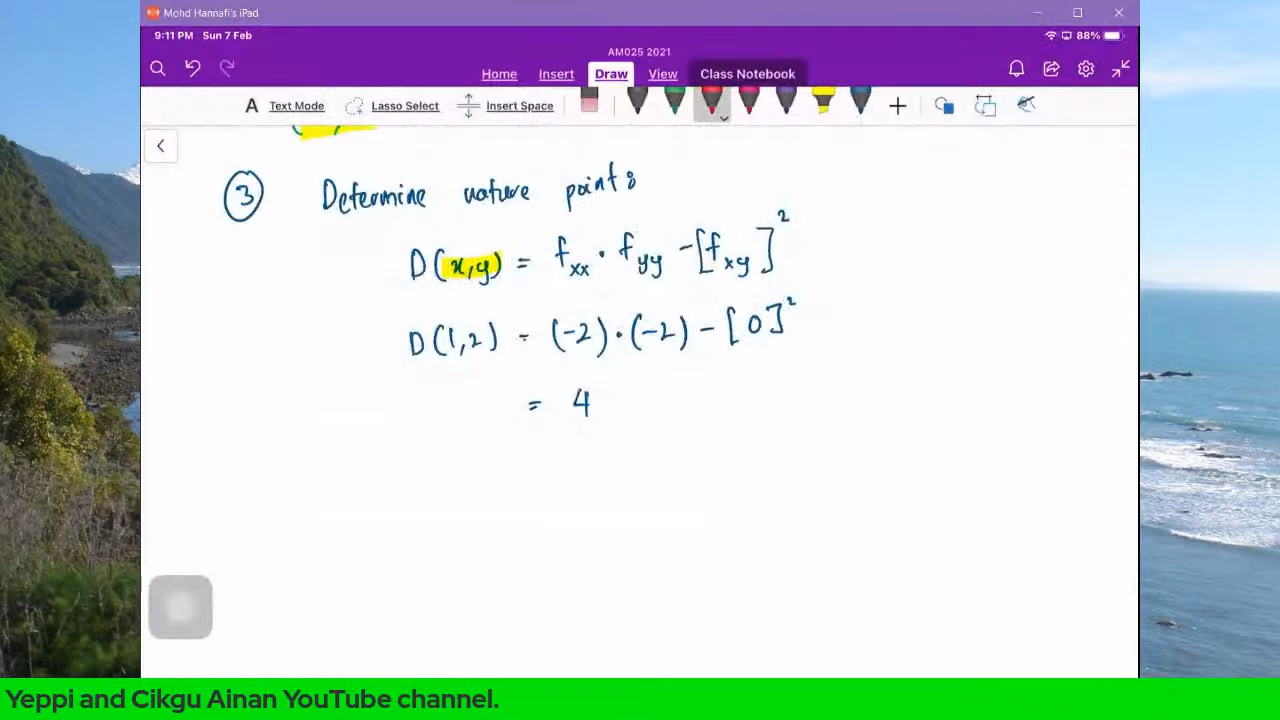 Mohd Hannafi's iPad
9:11 PM Sun 7 Feb
88%
AM025 2021
Home Insert Draw View Class Notebook
A Text Mode Lasso Select Insert Space
③ Determine nature point :
D(x,y) = fxx · fyy - [fxy]²
D(1,2) = (-2)·(-2) - [0]²
= 4
Yeppi and Cikgu Ainan YouTube channel.